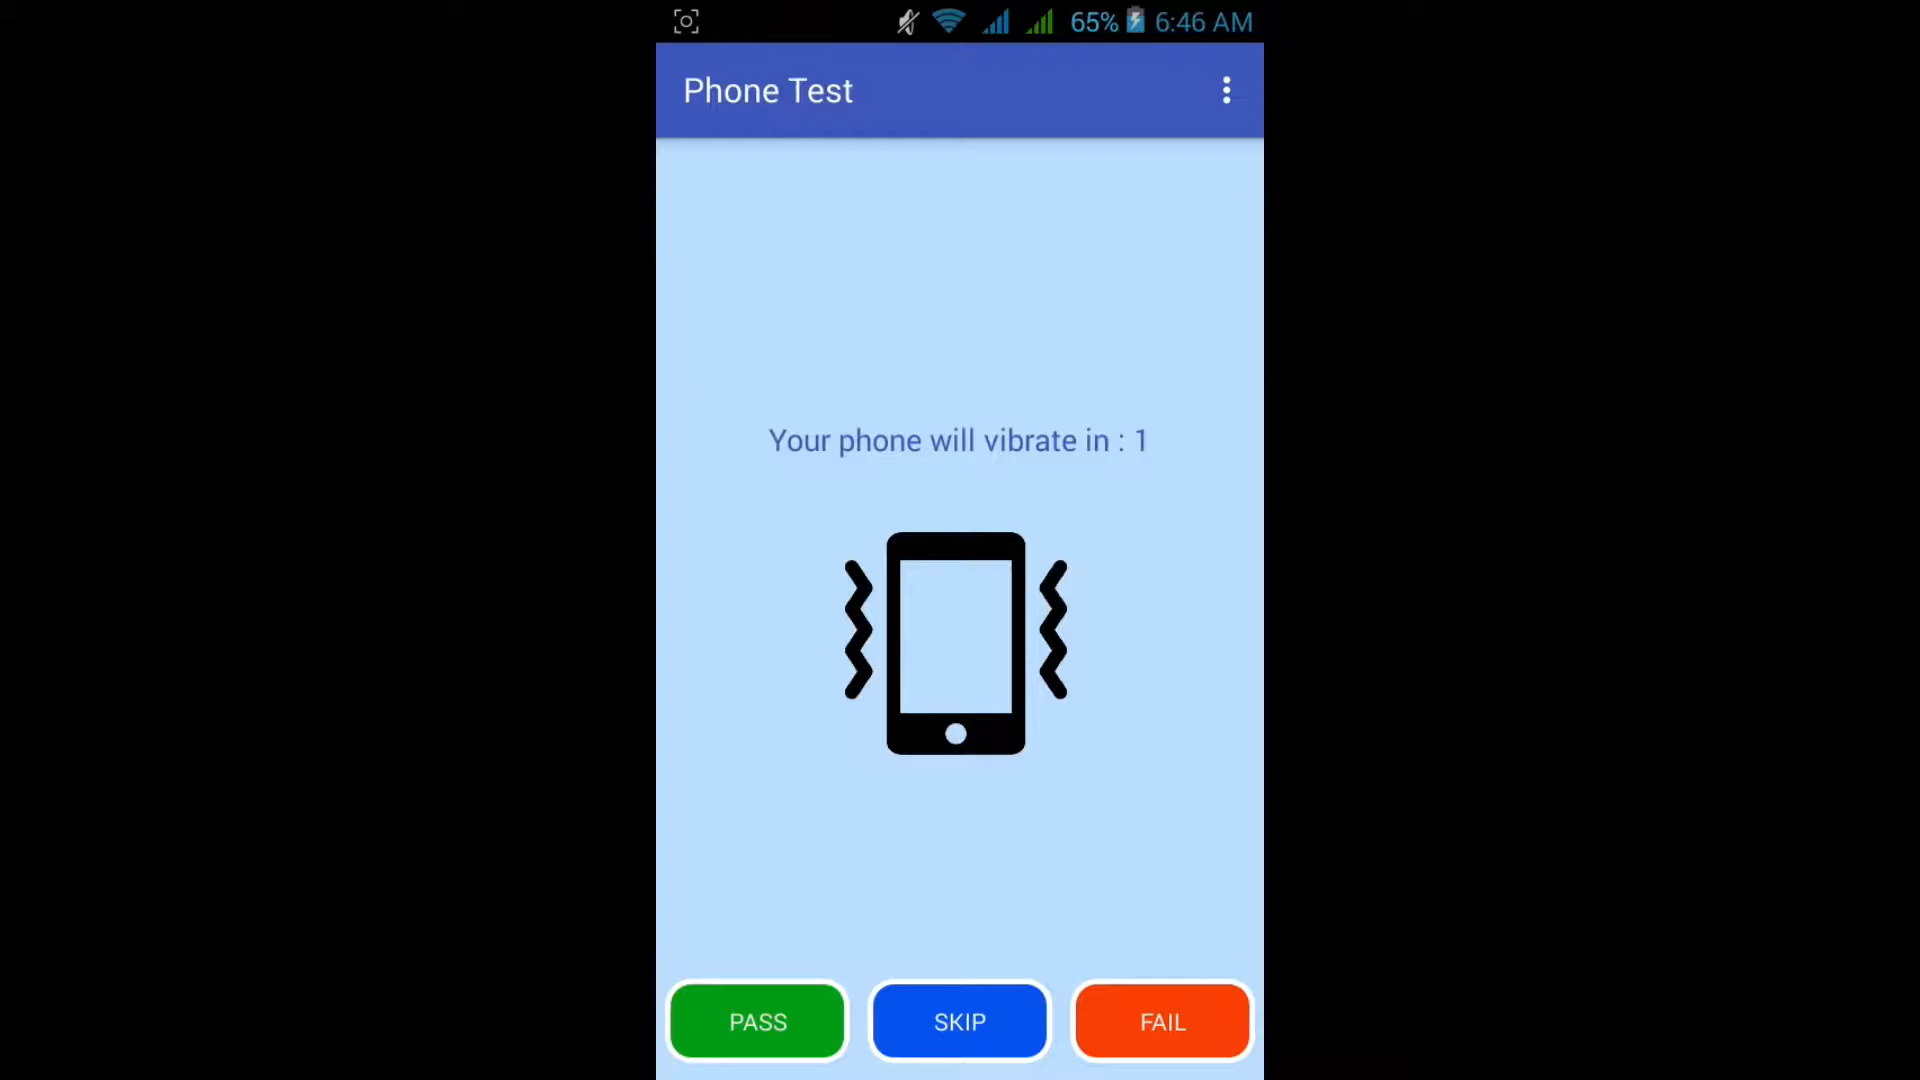 65% 6:46 AM
Phone Test
Your phone will vibrate in : 1
PASS SKIP FAIL